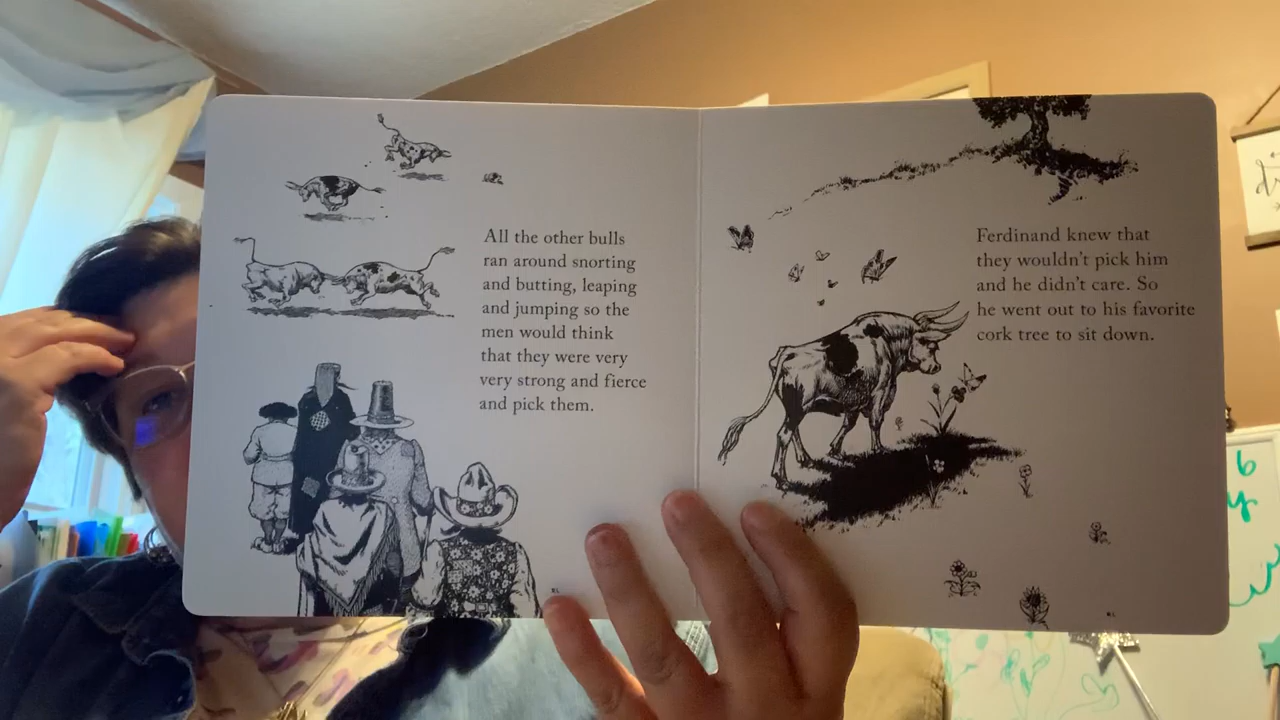 All the other bulls
ran around snorting
and butting, leaping
and jumping so the
men would think
that they were very
very strong and fierce
and pick them.
Ferdinand knew that
they wouldn't pick him
and he didn't care. So
he went out to his favorite
cork tree to sit down.